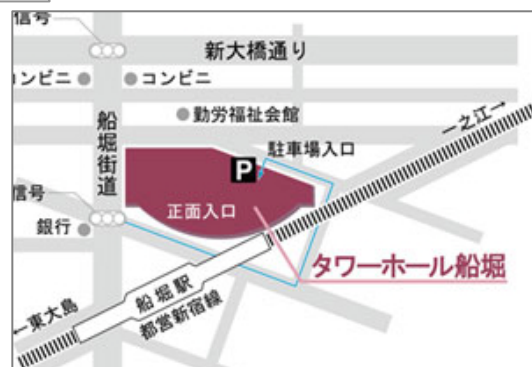 信号
新大橋通り
コンビニ
コンビニ
勤労福祉会館
一之江→
船堀街道
P
駐車場入口
信号
正面入口
銀行
タワーホール船堀
船堀駅
都営新宿線
←東大島